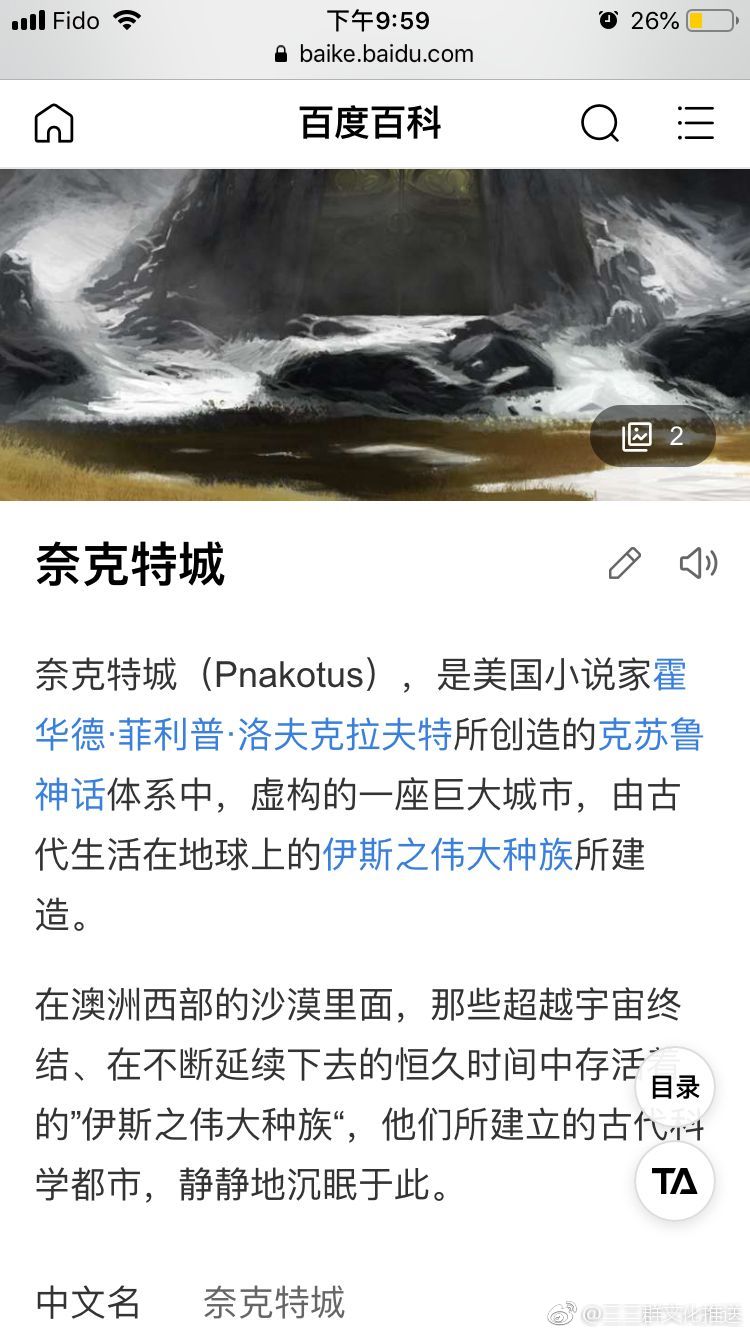 Fido 下午9:59 26%
baike.baidu.com
百度百科
2
奈克特城
奈克特城（Pnakotus），是美国小说家霍
华德·菲利普·洛夫克拉夫特所创造的克苏鲁
神话体系中，虚构的一座巨大城市，由古
代生活在地球上的伊斯之伟大种族所建
造。
在澳洲西部的沙漠里面，那些超越宇宙终
结、在不断延续下去的恒久时间中存活着
的”伊斯之伟大种族“，他们所建立的古代科
学都市，静静地沉眠于此。
目录
TA
中文名 奈克特城
@三三群文化推送